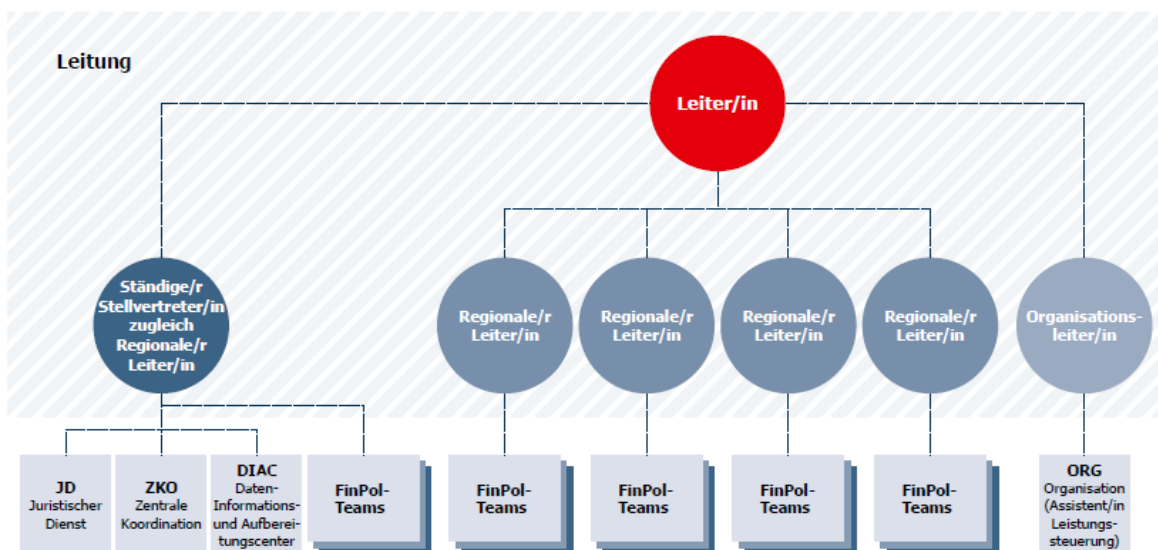 Leitung
Leiter/in
Ständige/r
Stellvertreter/in
zugleich
Regionale/r
Leiter/in
Regionale/r
Leiter/in
Regionale/r
Leiter/in
Regionale/r
Leiter/in
Regionale/r
Leiter/in
Organisations-
leiter/in
JD
Juristischer
Dienst
ZKO
Zentrale
Koordination
DIAC
Daten-
Informations-
und Aufberei-
tungscenter
FinPol-
Teams
FinPol-
Teams
FinPol-
Teams
FinPol-
Teams
FinPol-
Teams
ORG
Organisation
(Assistent/in
Leistungs-
steuerung)